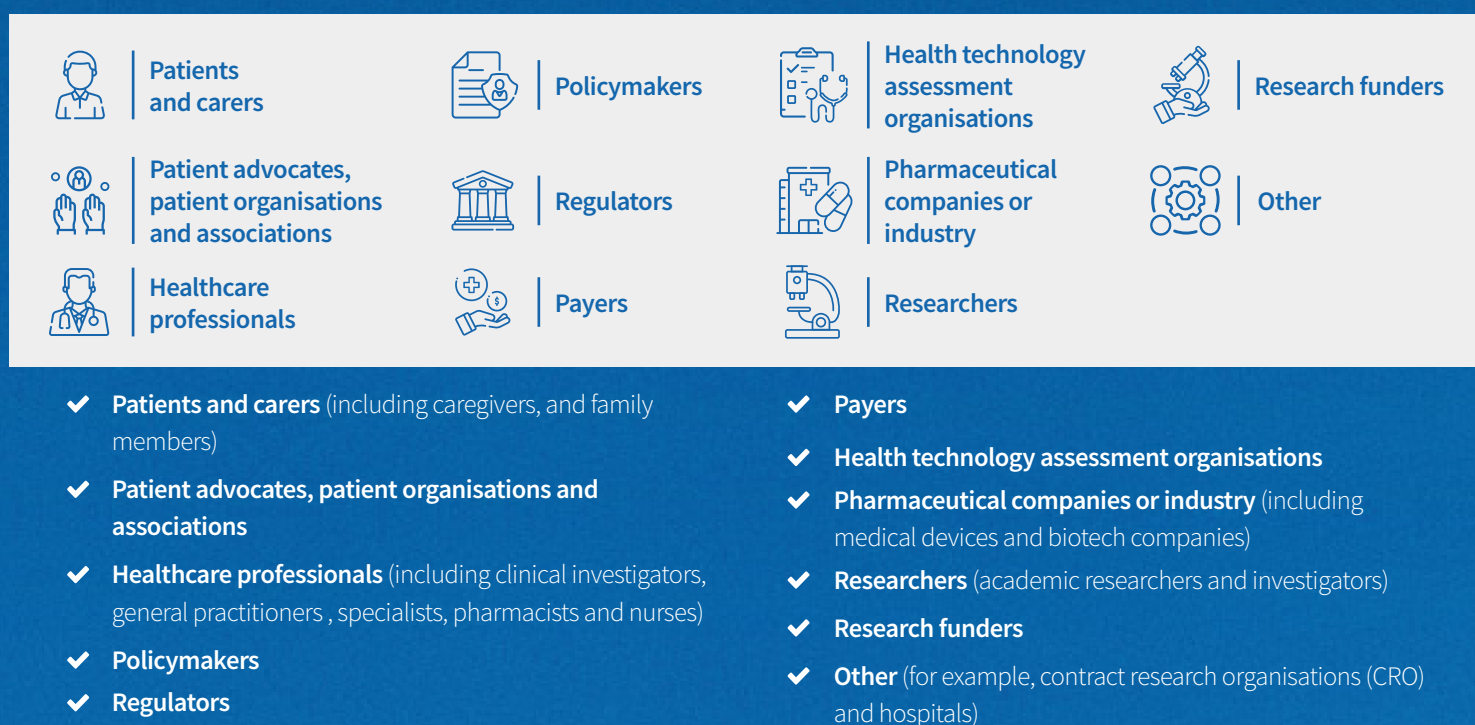 Patients
and carers
Patient advocates,
patient organisations
and associations
Healthcare
professionals
Policymakers
Regulators
Payers
Health technology
assessment
organisations
Pharmaceutical
companies or
industry
Researchers
Research funders
Other
Patients and carers (including caregivers, and family
members)
Patient advocates, patient organisations and
associations
Healthcare professionals (including clinical investigators,
general practitioners , specialists, pharmacists and nurses)
Policymakers
Regulators
Payers
Health technology assessment organisations
Pharmaceutical companies or industry (including
medical devices and biotech companies)
Researchers (academic researchers and investigators)
Research funders
Other (for example, contract research organisations (CRO)
and hospitals)